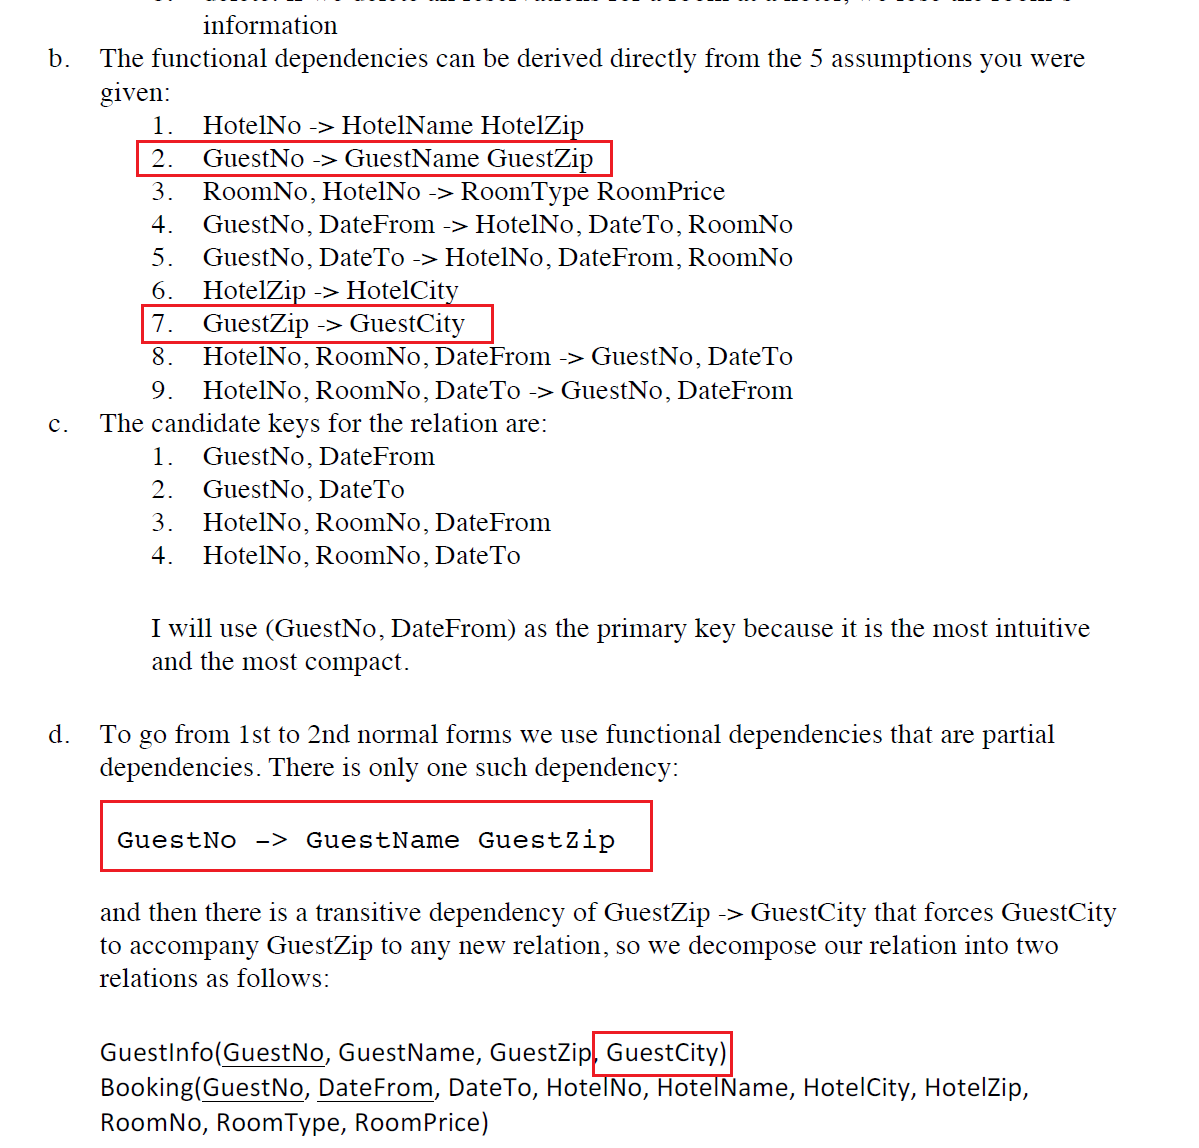 information
b. The functional dependencies can be derived directly from the 5 assumptions you were
given:
1. HotelNo -> HotelName HotelZip
2. GuestNo -> GuestName GuestZip
3. RoomNo, HotelNo -> RoomType RoomPrice
4. GuestNo, DateFrom -> HotelNo, DateTo, RoomNo
5. GuestNo, DateTo -> HotelNo, DateFrom, RoomNo
6. HotelZip -> HotelCity
7. GuestZip -> GuestCity
8. HotelNo, RoomNo, DateFrom -> GuestNo, DateTo
9. HotelNo, RoomNo, DateTo -> GuestNo, DateFrom
c. The candidate keys for the relation are:
1. GuestNo, DateFrom
2. GuestNo, DateTo
3. HotelNo, RoomNo, DateFrom
4. HotelNo, RoomNo, DateTo
I will use (GuestNo, DateFrom) as the primary key because it is the most intuitive
and the most compact.
d. To go from 1st to 2nd normal forms we use functional dependencies that are partial
dependencies. There is only one such dependency:
GuestNo -> GuestName GuestZip
and then there is a transitive dependency of GuestZip -> GuestCity that forces GuestCity
to accompany GuestZip to any new relation, so we decompose our relation into two
relations as follows:
GuestInfo(GuestNo, GuestName, GuestZip, GuestCity)
Booking(GuestNo, DateFrom, DateTo, HotelNo, HotelName, HotelCity, HotelZip,
RoomNo, RoomType, RoomPrice)